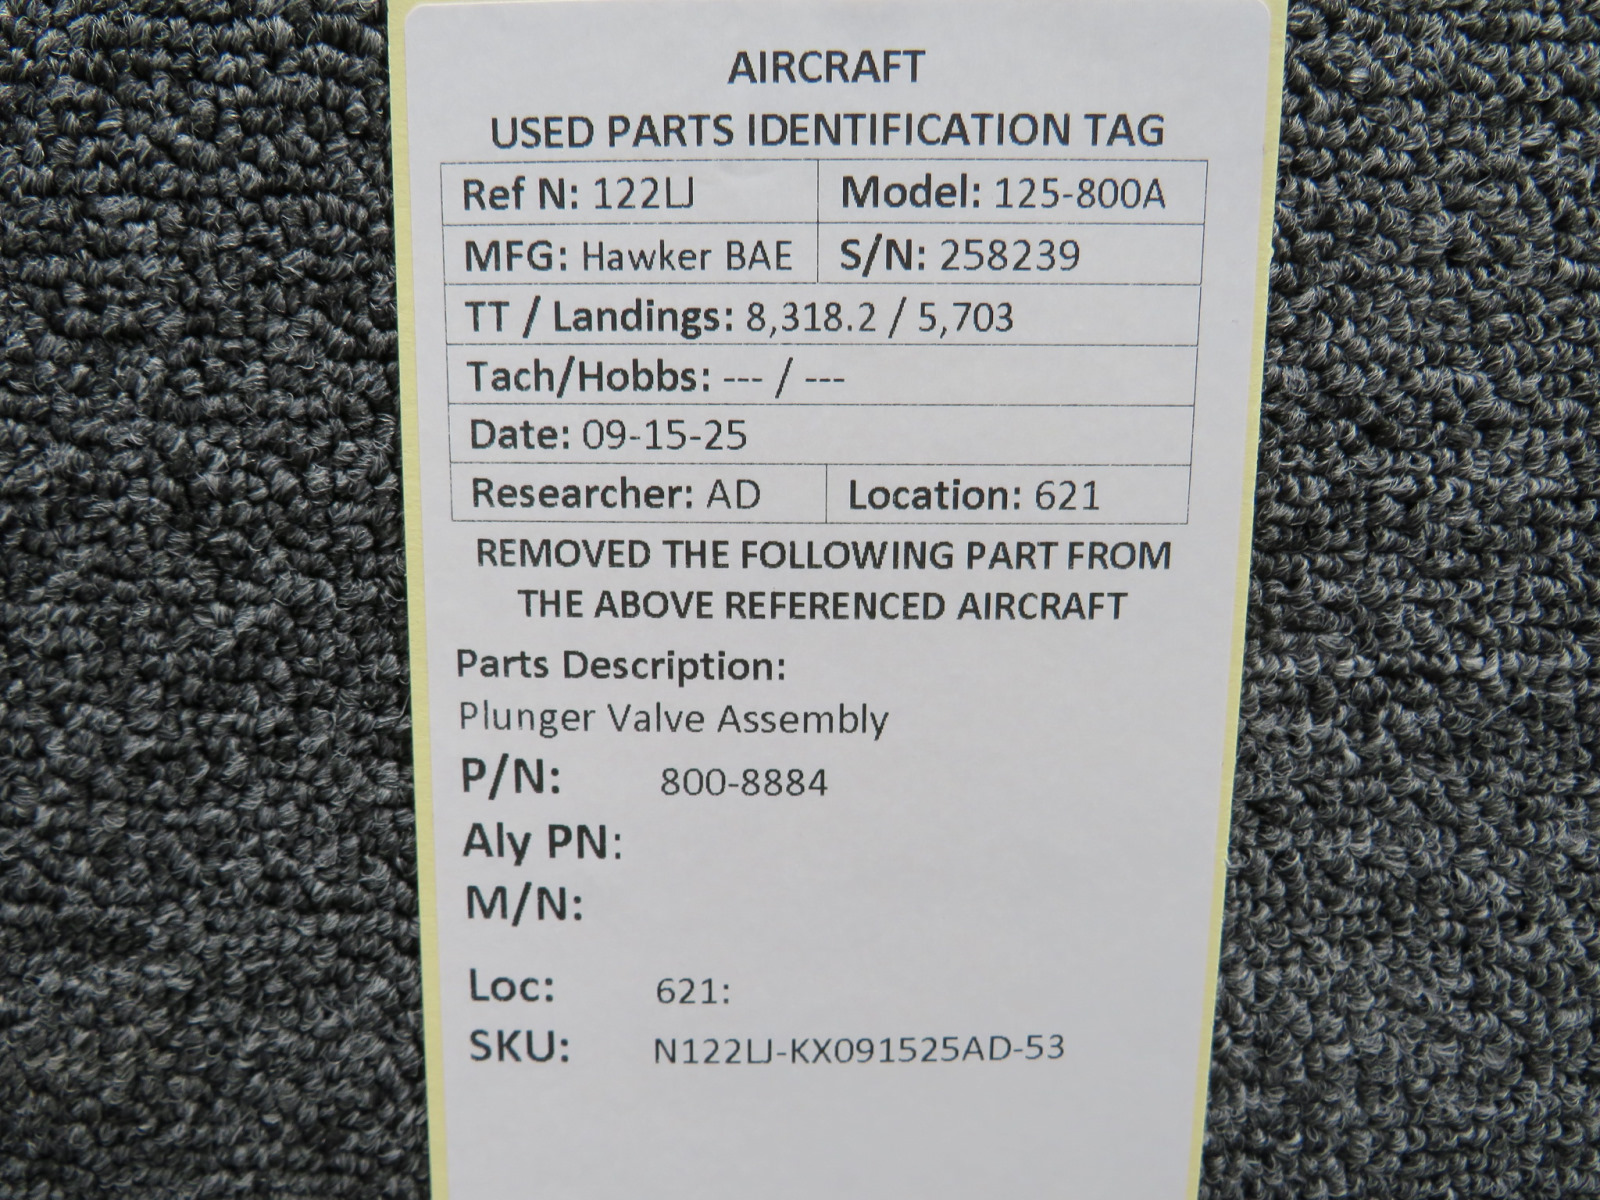 AIRCRAFT
USED PARTS IDENTIFICATION TAG
Ref N: 122LJ Model: 125-800A
MFG: Hawker BAE S/N: 258239
TT / Landings: 8,318.2 / 5,703
Tach/Hobbs: --- / ---
Date: 09-15-25
Researcher: AD Location: 621
REMOVED THE FOLLOWING PART FROM
THE ABOVE REFERENCED AIRCRAFT
Parts Description:
Plunger Valve Assembly
P/N: 800-8884
Aly PN:
M/N:
Loc: 621:
SKU: N122LJ-KX091525AD-53